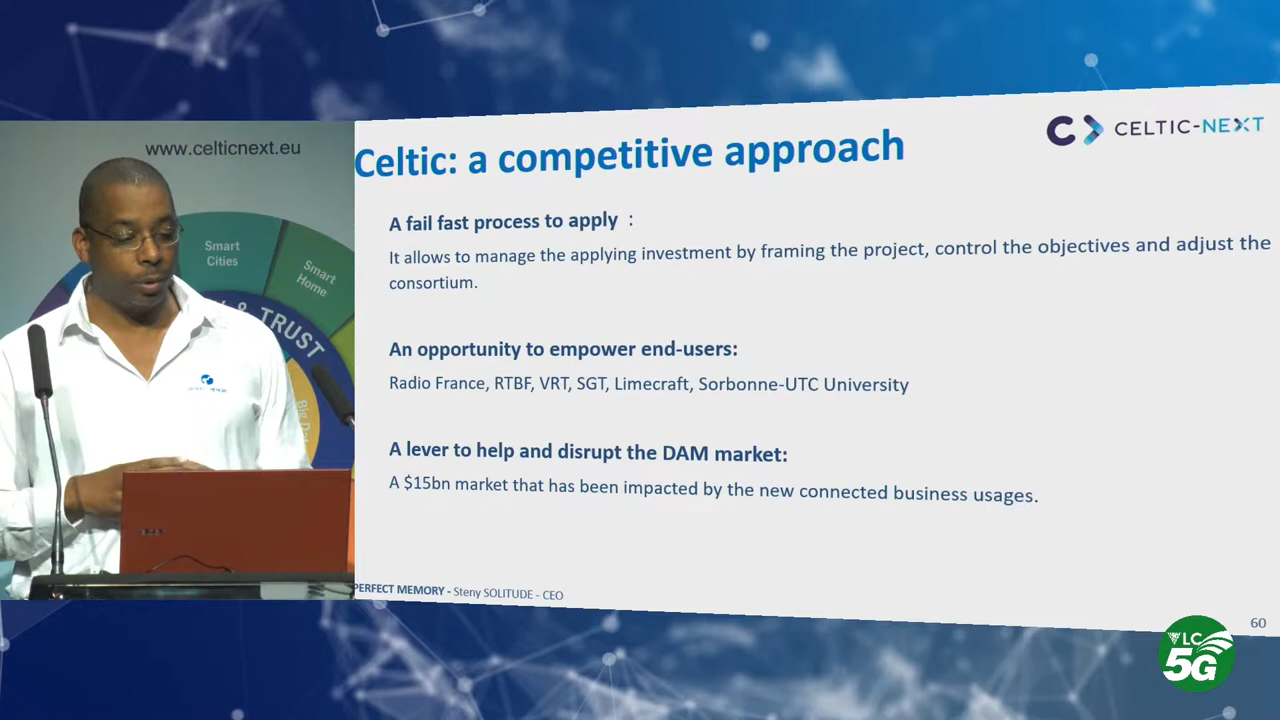 www.celticnext.eu
Smart
Cities
Smart
Home
& TRUST
Celtic: a competitive approach
CELTIC-NEXT
A fail fast process to apply :
It allows to manage the applying investment by framing the project, control the objectives and adjust the
consortium.
An opportunity to empower end-users:
Radio France, RTBF, VRT, SGT, Limecraft, Sorbonne-UTC University
A lever to help and disrupt the DAM market:
A $15bn market that has been impacted by the new connected business usages.
PERFECT MEMORY - Steny SOLITUDE - CEO
60
VLC
5G
acer